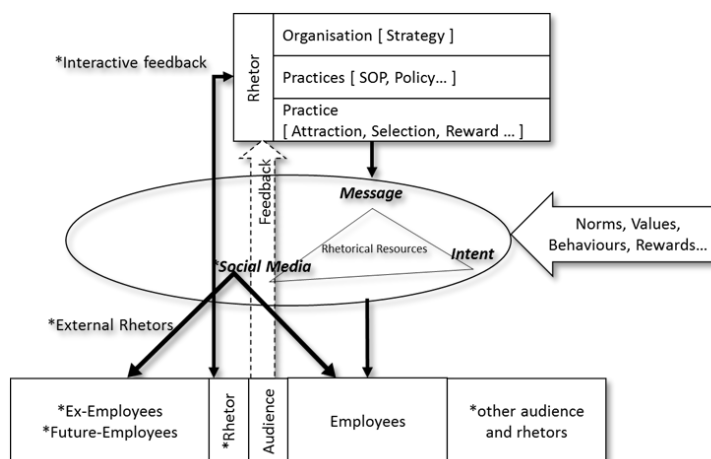 Organisation [ Strategy ]
*Interactive feedback
Rhetor
Practices [ SOP, Policy... ]
Practice
[ Attraction, Selection, Reward ... ]
Feedback
Message
Norms, Values,
Behaviours, Rewards...
Rhetorical Resources
Intent
*Social Media
*External Rhetors
*Ex-Employees
*Future-Employees
*Rhetor
Audience
Employees
*other audience
and rhetors